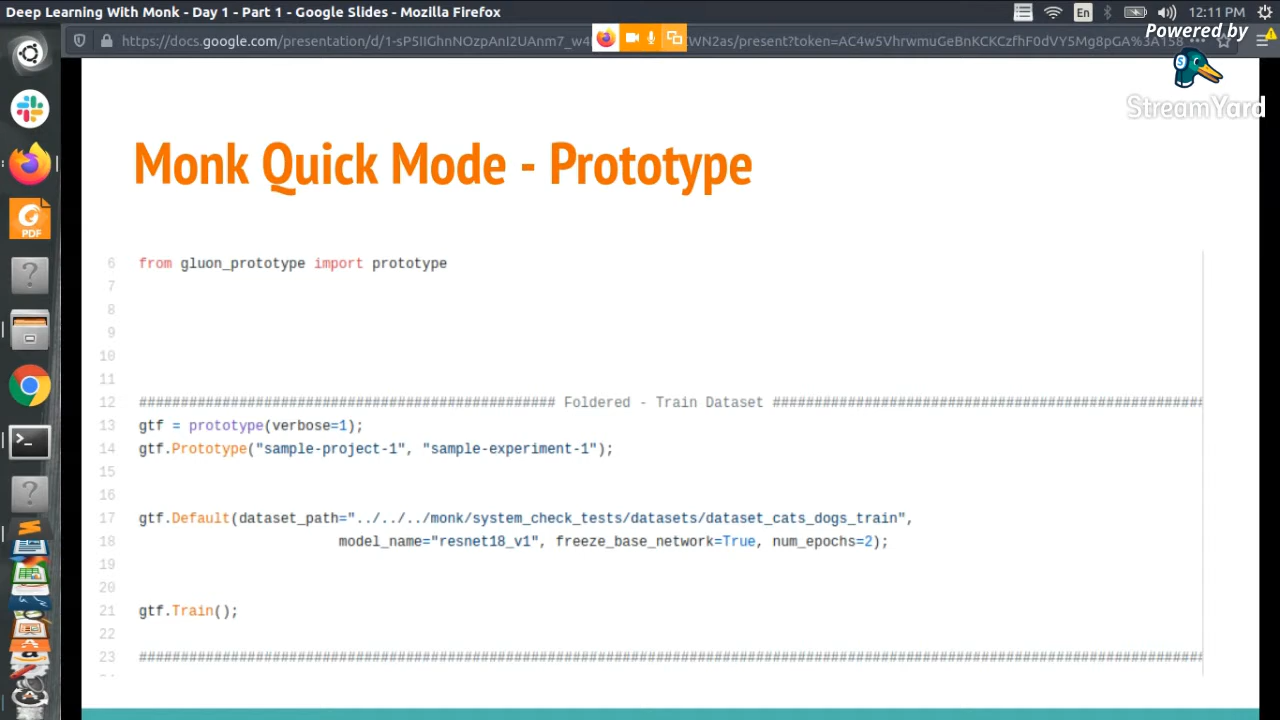 Deep Learning With Monk - Day 1 - Part 1 - Google Slides - Mozilla Firefox
En
12:11 PM
Powered by
StreamYard
PDF
Monk Quick Mode - Prototype
6 from gluon_prototype import prototype
7
8
9
10
11
12 ################################################## Foldered - Train Dataset ####################################################
13 gtf = prototype(verbose=1);
14 gtf.Prototype("sample-project-1", "sample-experiment-1");
15
16
17 gtf.Default(dataset_path="../../../monk/system_check_tests/datasets/dataset_cats_dogs_train",
18 model_name="resnet18_v1", freeze_base_network=True, num_epochs=2);
19
20
21 gtf.Train();
22
23 ################################################################################################################################